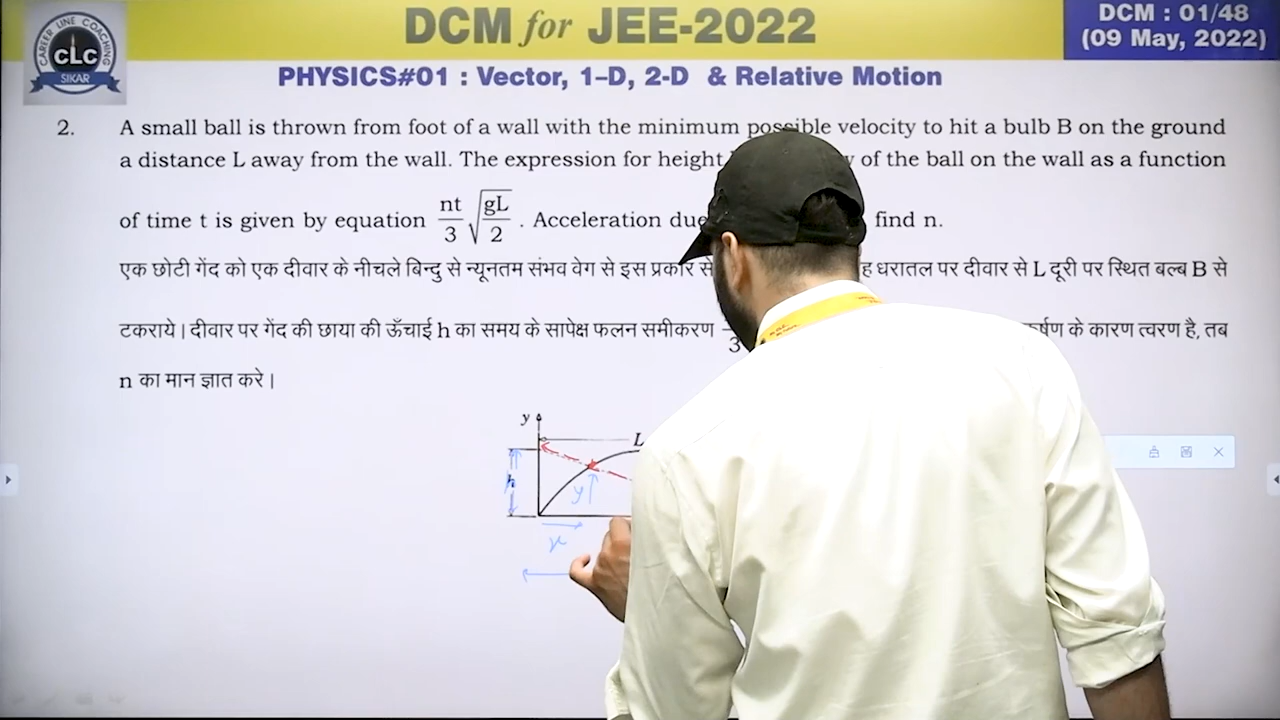 DCM for JEE-2022
DCM : 01/48
(09 May, 2022)
CAREER LINE COACHING
CLC
SIKAR
PHYSICS#01 : Vector, 1-D, 2-D & Relative Motion
2. A small ball is thrown from foot of a wall with the minimum possible velocity to hit a bulb B on the ground
a distance L away from the wall. The expression for height of the ball on the wall as a function
of time t is given by equation nt/3 √(gL/2). Acceleration due find n.
एक छोटी गेंद को एक दीवार के नीचले बिन्दु से न्यूनतम संभव वेग से इस प्रकार से धरातल पर दीवार से L दूरी पर स्थित बल्ब B से
टकराये। दीवार पर गेंद की छाया की ऊँचाई h का समय के सापेक्ष फलन समीकरण 3 के कारण त्वरण है, तब
n का मान ज्ञात करे।
y
L
h
y
x